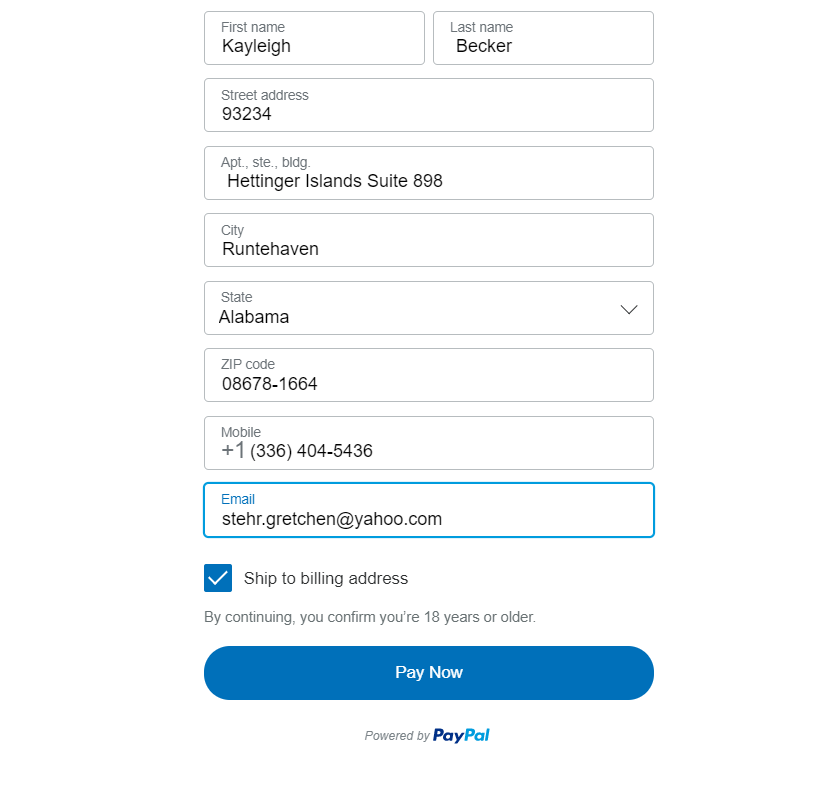 First name
Kayleigh
Last name
Becker
Street address
93234
Apt., ste., bldg.
Hettinger Islands Suite 898
City
Runtehaven
State
Alabama
ZIP code
08678-1664
Mobile
+1 (336) 404-5436
Email
stehr.gretchen@yahoo.com
Ship to billing address
By continuing, you confirm you’re 18 years or older.
Pay Now
Powered by PayPal